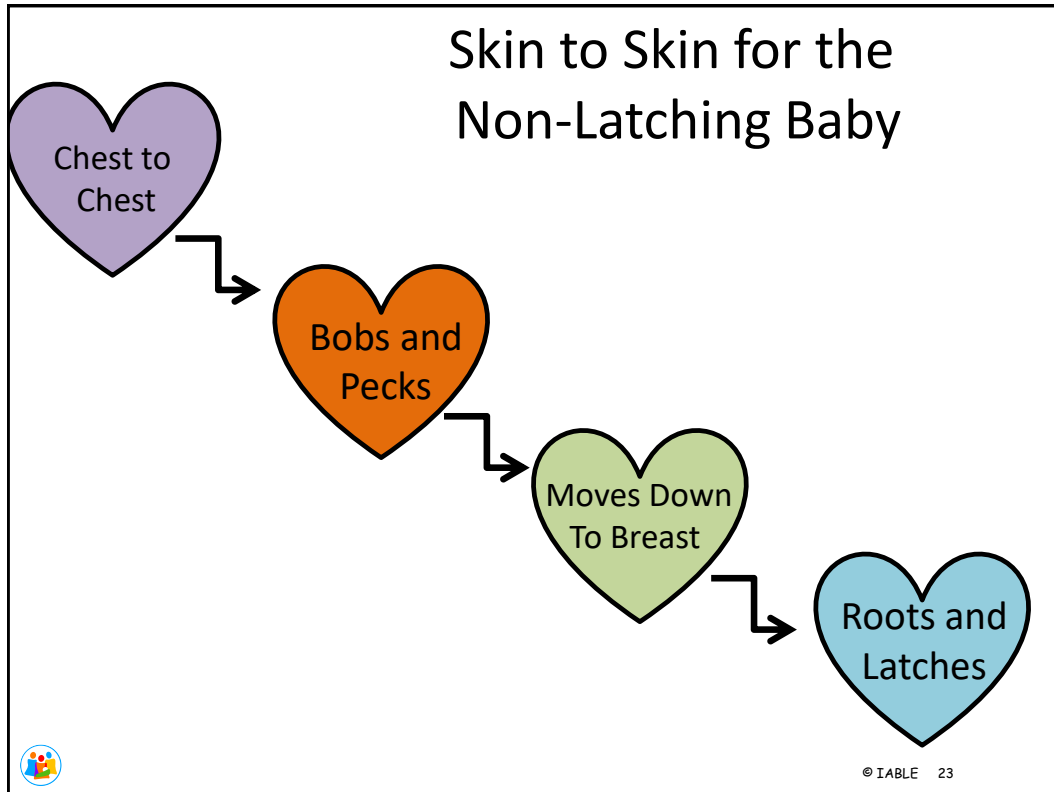 Skin to Skin for the
Non-Latching Baby
Chest to
Chest
Bobs and
Pecks
Moves Down
To Breast
Roots and
Latches
© IABLE 23